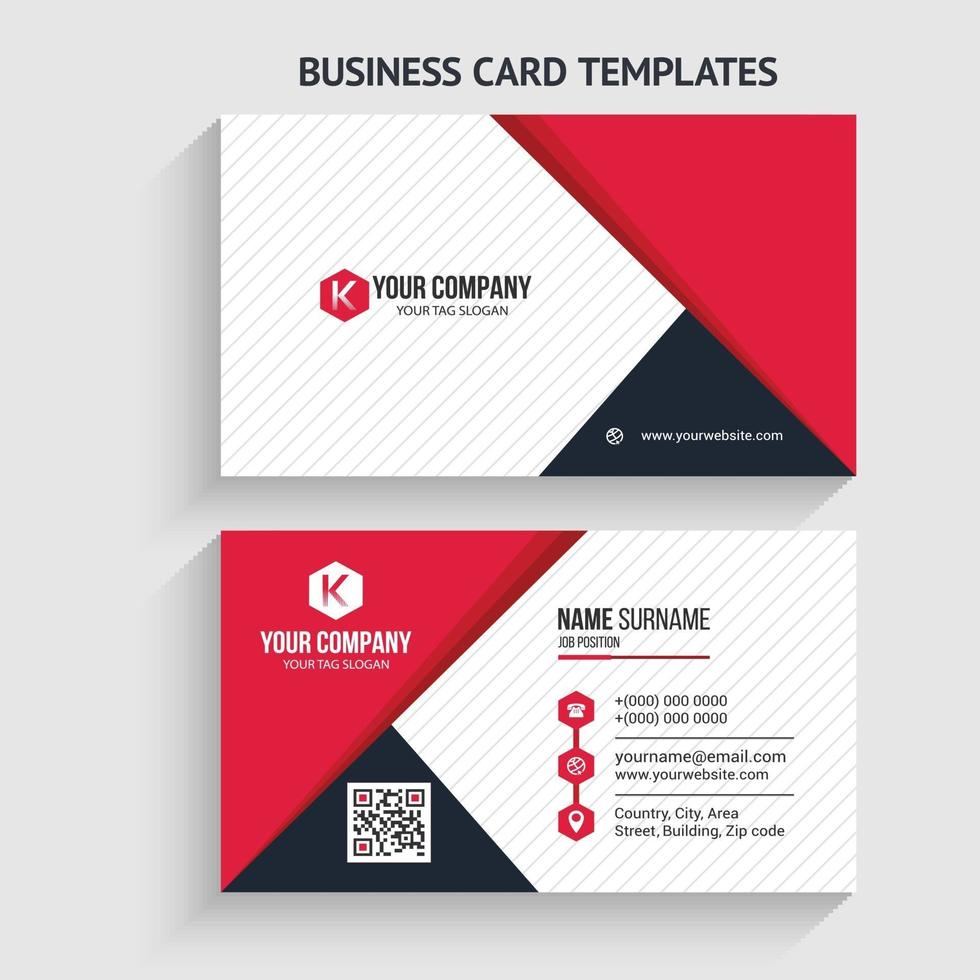 BUSINESS CARD TEMPLATES
K
YOUR COMPANY
YOUR TAG SLOGAN
www.yourwebsite.com
K
YOUR COMPANY
YOUR TAG SLOGAN
NAME SURNAME
JOB POSITION
+(000) 000 0000
+(000) 000 0000
yourname@email.com
www.yourwebsite.com
Country, City, Area
Street, Building, Zip code